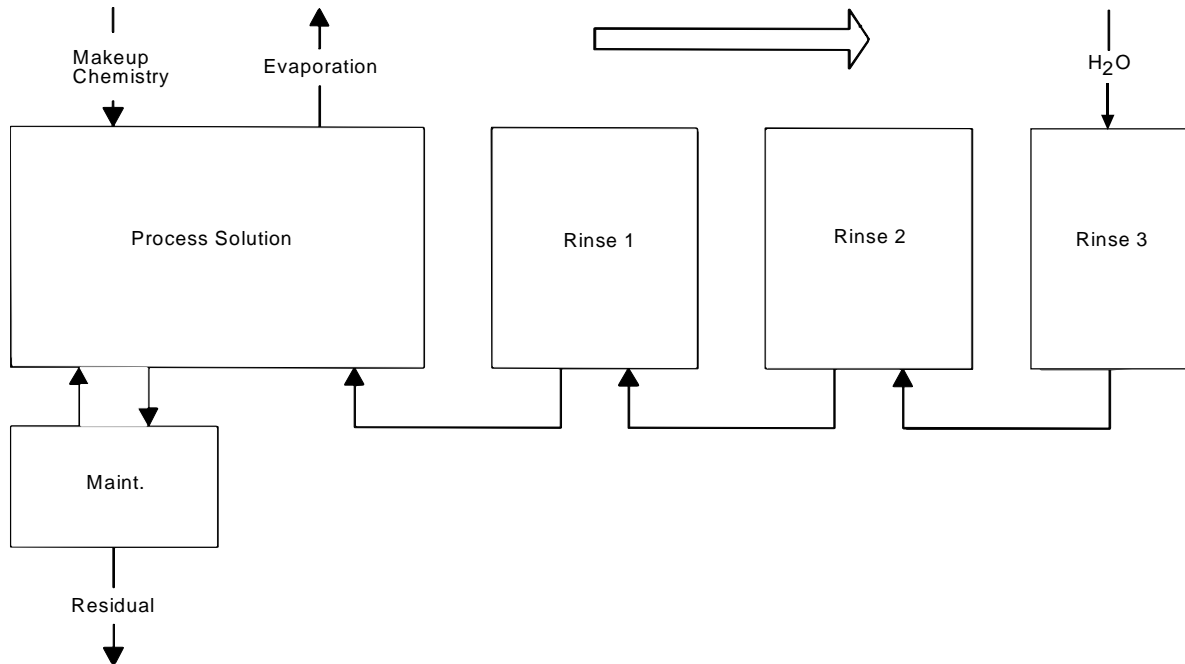 Makeup
Chemistry
Evaporation
H2O
Process Solution
Rinse 1
Rinse 2
Rinse 3
Maint.
Residual